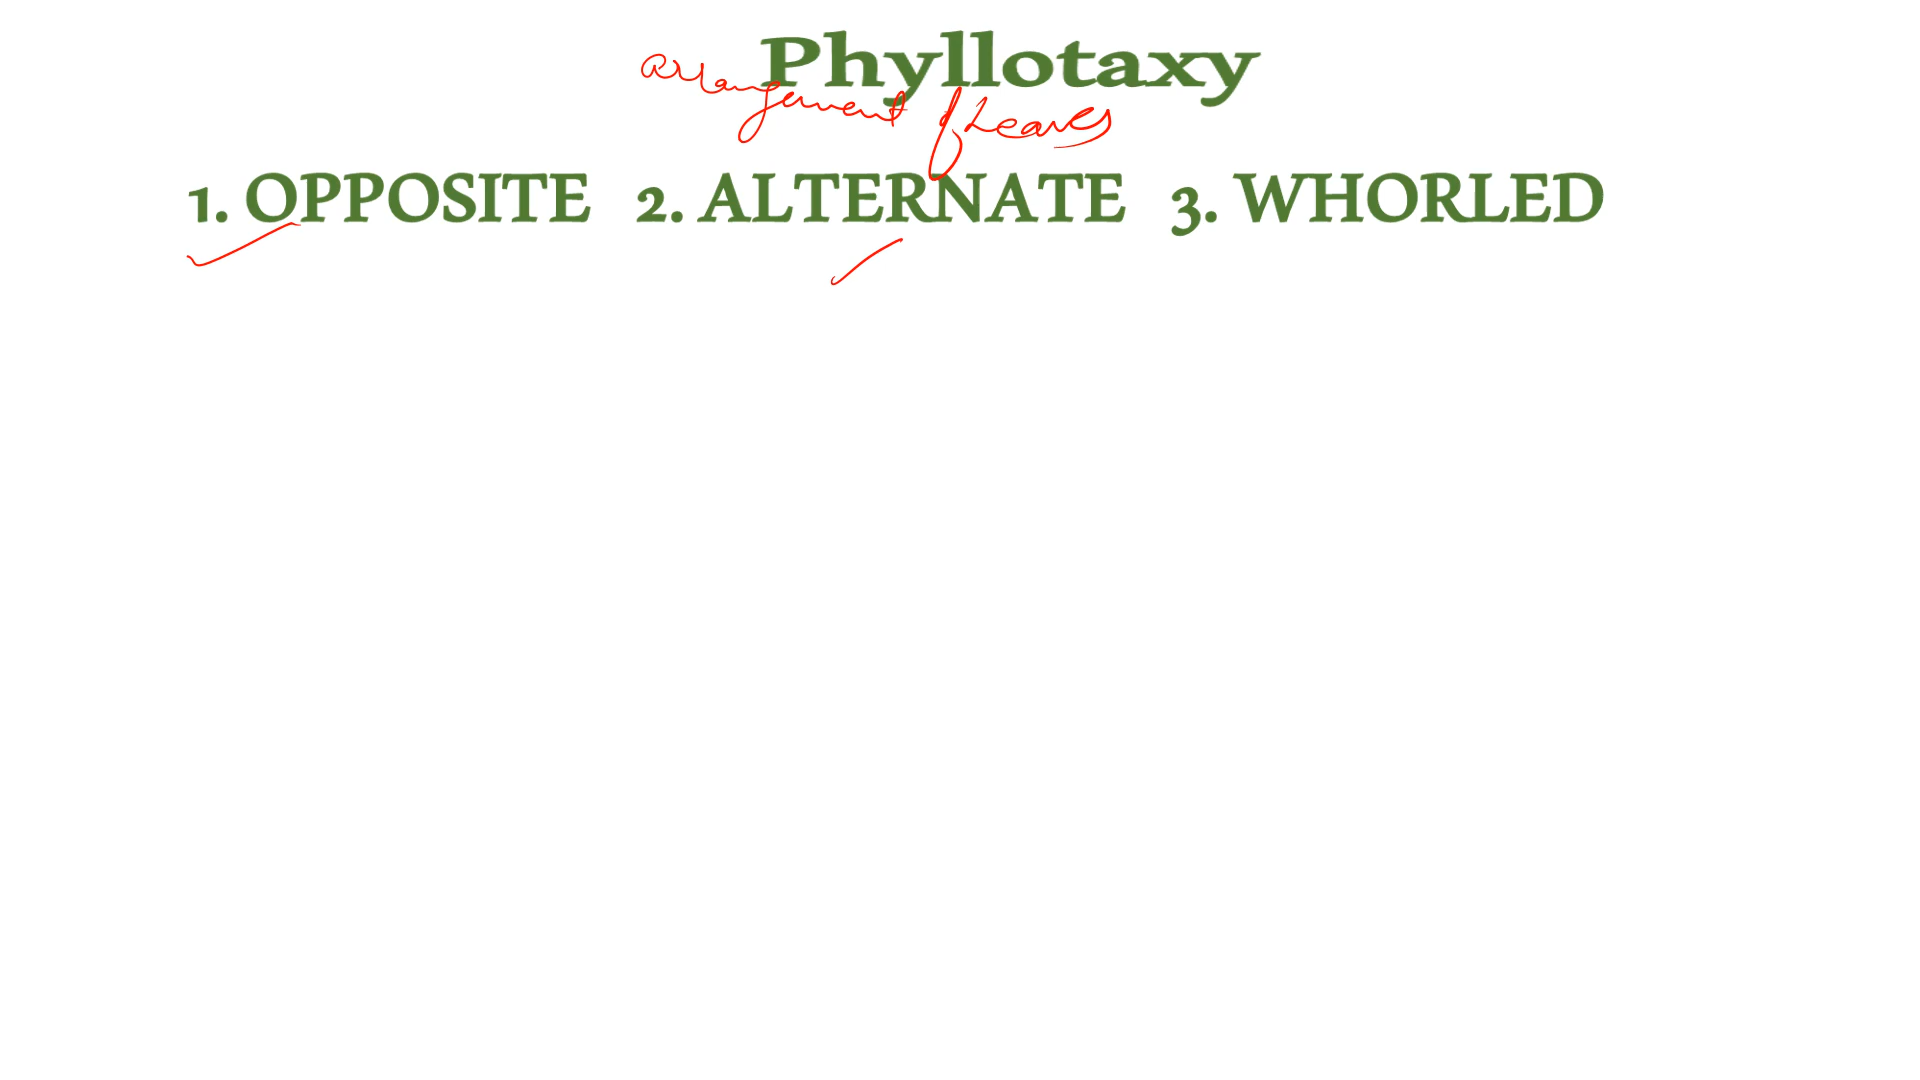 Phyllotaxy
arrangement of Leaves
1. OPPOSITE 2. ALTERNATE 3. WHORLED